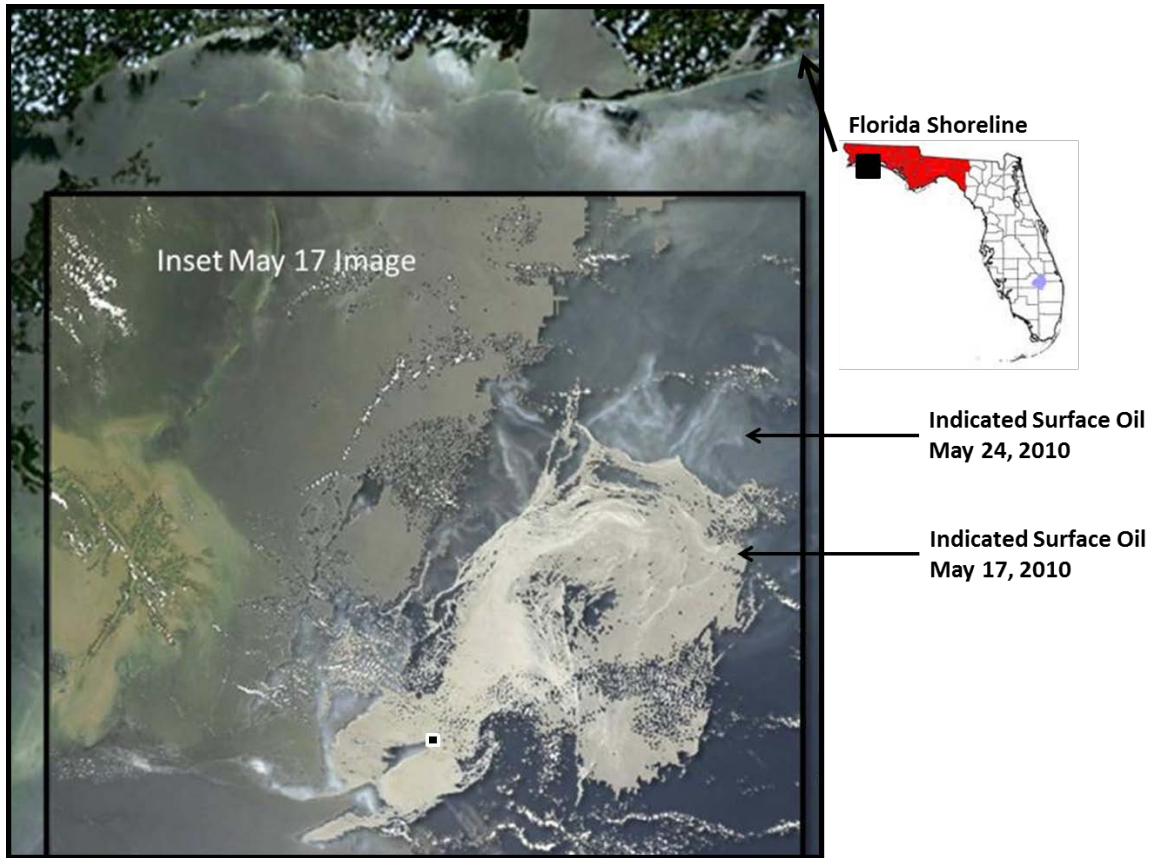 Florida Shoreline
Inset May 17 Image
Indicated Surface Oil
May 24, 2010
Indicated Surface Oil
May 17, 2010